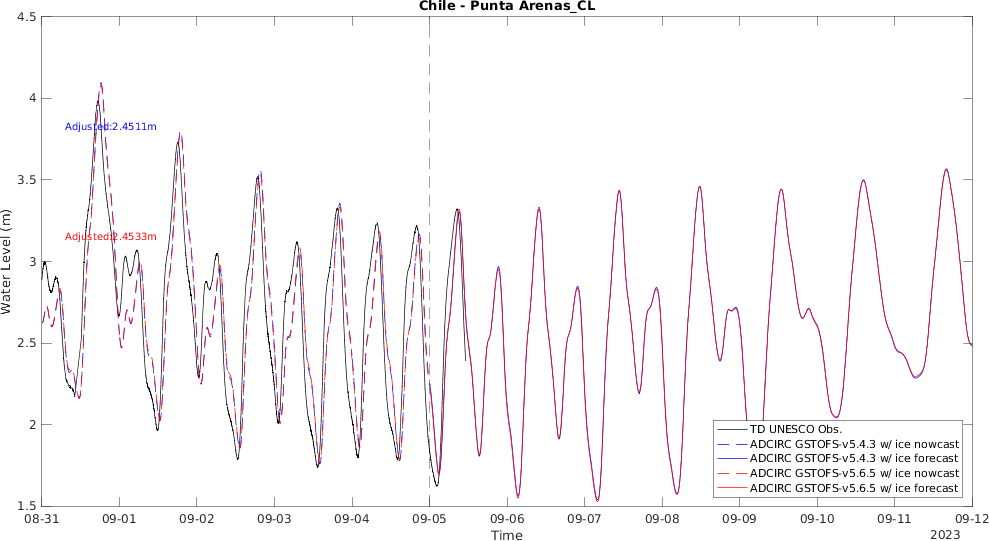 Chile - Punta Arenas_CL
4.5
4
3.5
3
2.5
2
1.5
Water Level (m)
Adjusted:2.4511m
Adjusted:2.4533m
TD UNESCO Obs.
ADCIRC GSTOFS-v5.4.3 w/ ice nowcast
ADCIRC GSTOFS-v5.4.3 w/ ice forecast
ADCIRC GSTOFS-v5.6.5 w/ ice nowcast
ADCIRC GSTOFS-v5.6.5 w/ ice forecast
08-31 09-01 09-02 09-03 09-04 09-05 09-06 09-07 09-08 09-09 09-10 09-11 09-12
Time
2023